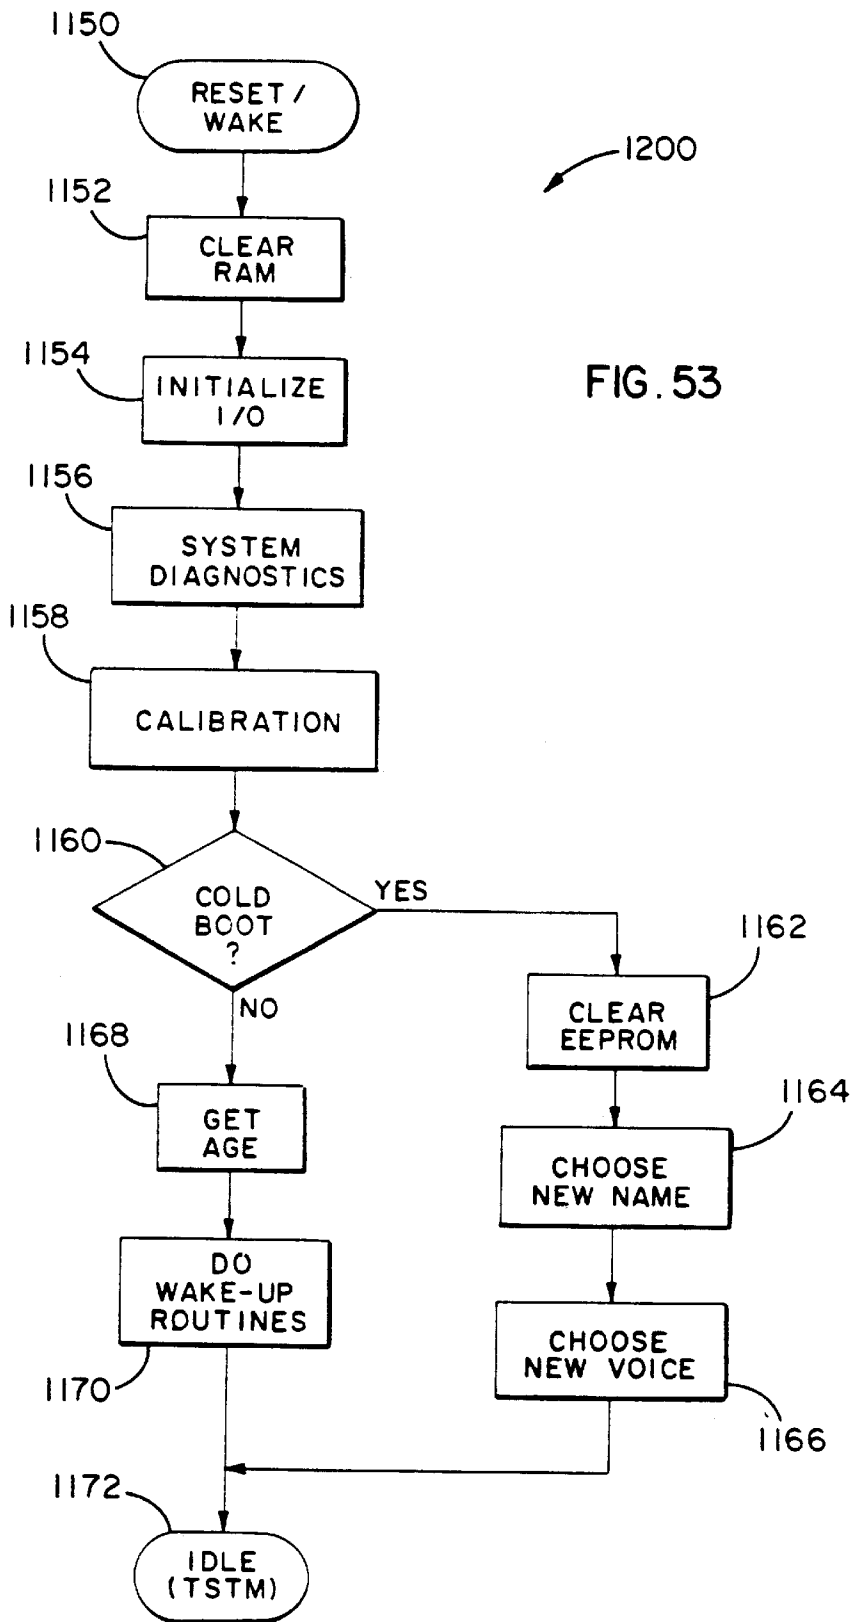 1150
RESET /
WAKE
1200
1152
CLEAR
RAM
1154
INITIALIZE
I/O
FIG. 53
1156
SYSTEM
DIAGNOSTICS
1158
CALIBRATION
1160
COLD
BOOT
?
YES
NO
1162
CLEAR
EEPROM
1168
GET
AGE
1164
CHOOSE
NEW NAME
DO
WAKE-UP
ROUTINES
1170
CHOOSE
NEW VOICE
1166
1172
IDLE
(TSTM)